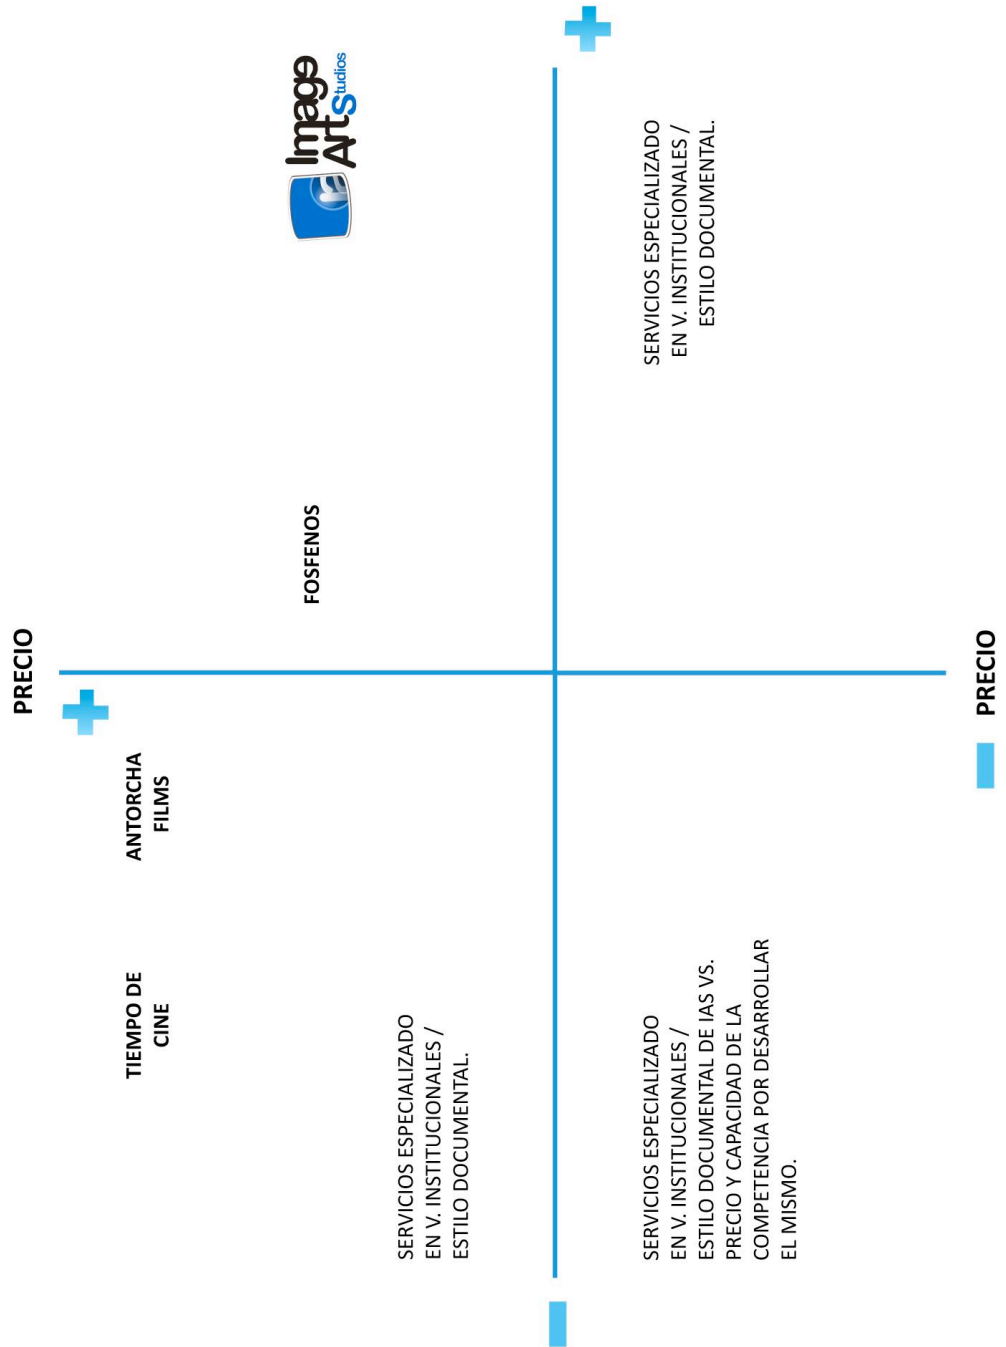 PRECIO
TIEMPO DE
CINE
ANTORCHA
FILMS
FOSFENOS
Image
Art Studios
SERVICIOS ESPECIALIZADO
EN V. INSTITUCIONALES /
ESTILO DOCUMENTAL.
SERVICIOS ESPECIALIZADO
EN V. INSTITUCIONALES /
ESTILO DOCUMENTAL DE IAS VS.
PRECIO Y CAPACIDAD DE LA
COMPETENCIA POR DESARROLLAR
EL MISMO.
SERVICIOS ESPECIALIZADO
EN V. INSTITUCIONALES /
ESTILO DOCUMENTAL.
PRECIO